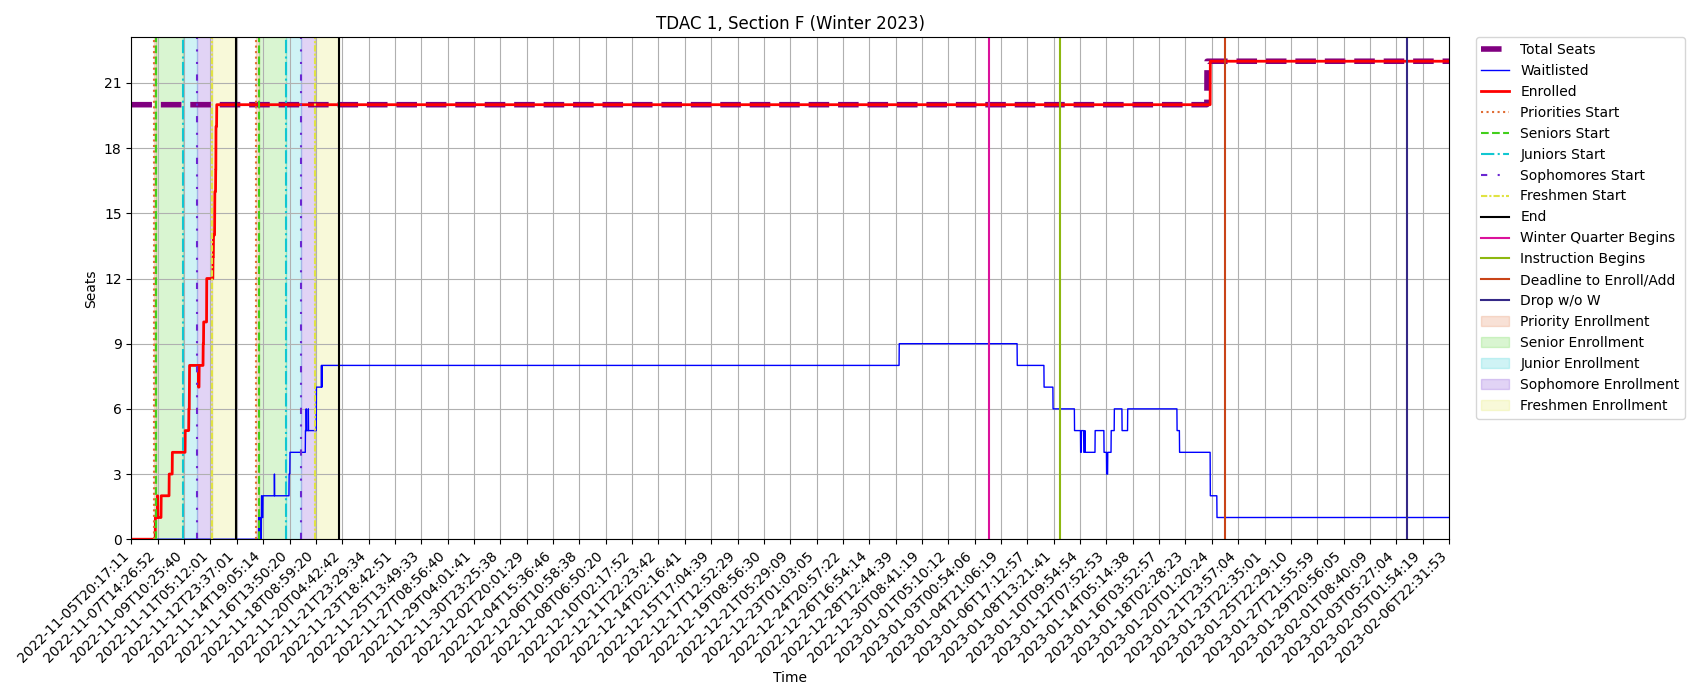 TDAC 1, Section F (Winter 2023)
Seats
21
18
15
12
9
6
3
0
2022-11-05T20:17:11
2022-11-07T14:26:52
2022-11-09T10:25:40
2022-11-11T05:12:01
2022-11-12T23:37:01
2022-11-14T19:05:14
2022-11-16T13:50:20
2022-11-18T08:59:20
2022-11-20T04:42:42
2022-11-21T23:29:34
2022-11-23T18:42:51
2022-11-25T13:49:33
2022-11-27T08:56:40
2022-11-29T04:01:41
2022-11-30T23:25:38
2022-12-02T20:01:29
2022-12-04T15:36:46
2022-12-06T10:58:38
2022-12-08T06:50:20
2022-12-10T02:17:52
2022-12-11T22:23:42
2022-12-14T02:16:41
2022-12-15T17:04:39
2022-12-17T12:52:29
2022-12-19T08:56:30
2022-12-21T05:29:09
2022-12-23T01:03:05
2022-12-24T20:57:22
2022-12-26T16:54:14
2022-12-28T12:44:39
2022-12-30T08:41:19
2023-01-01T05:10:12
2023-01-03T00:54:06
2023-01-04T21:06:19
2023-01-06T17:12:57
2023-01-08T13:21:41
2023-01-10T09:54:54
2023-01-12T07:52:53
2023-01-14T05:14:38
2023-01-16T03:52:57
2023-01-18T02:28:23
2023-01-20T01:20:24
2023-01-21T23:57:04
2023-01-23T22:35:01
2023-01-25T22:29:10
2023-01-27T21:55:59
2023-01-29T20:56:05
2023-02-01T08:40:09
2023-02-03T05:27:04
2023-02-05T01:54:19
2023-02-06T22:31:53
Time
Total Seats
Waitlisted
Enrolled
Priorities Start
Seniors Start
Juniors Start
Sophomores Start
Freshmen Start
End
Winter Quarter Begins
Instruction Begins
Deadline to Enroll/Add
Drop w/o W
Priority Enrollment
Senior Enrollment
Junior Enrollment
Sophomore Enrollment
Freshmen Enrollment